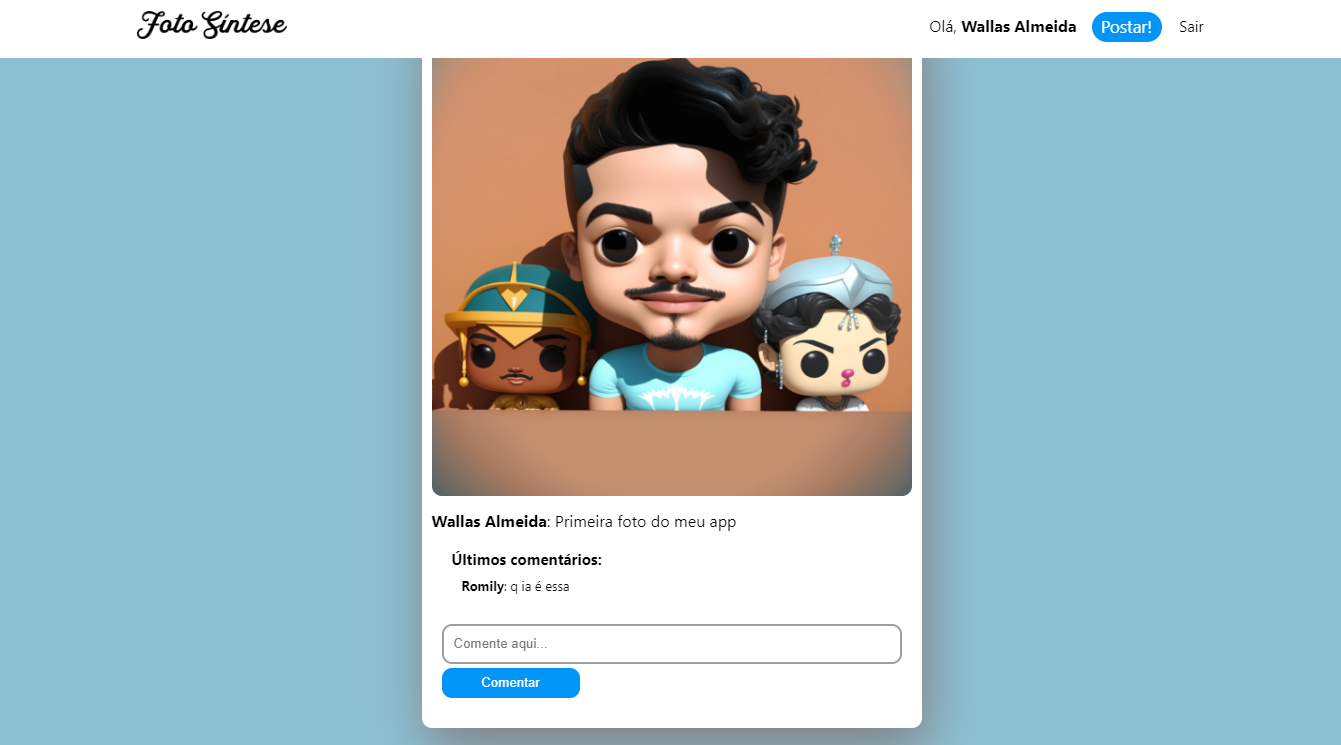 Foto Síntese
Olá, Wallas Almeida Postar! Sair
Wallas Almeida: Primeira foto do meu app
Últimos comentários:
Romily: q ia é essa
Comente aqui...
Comentar